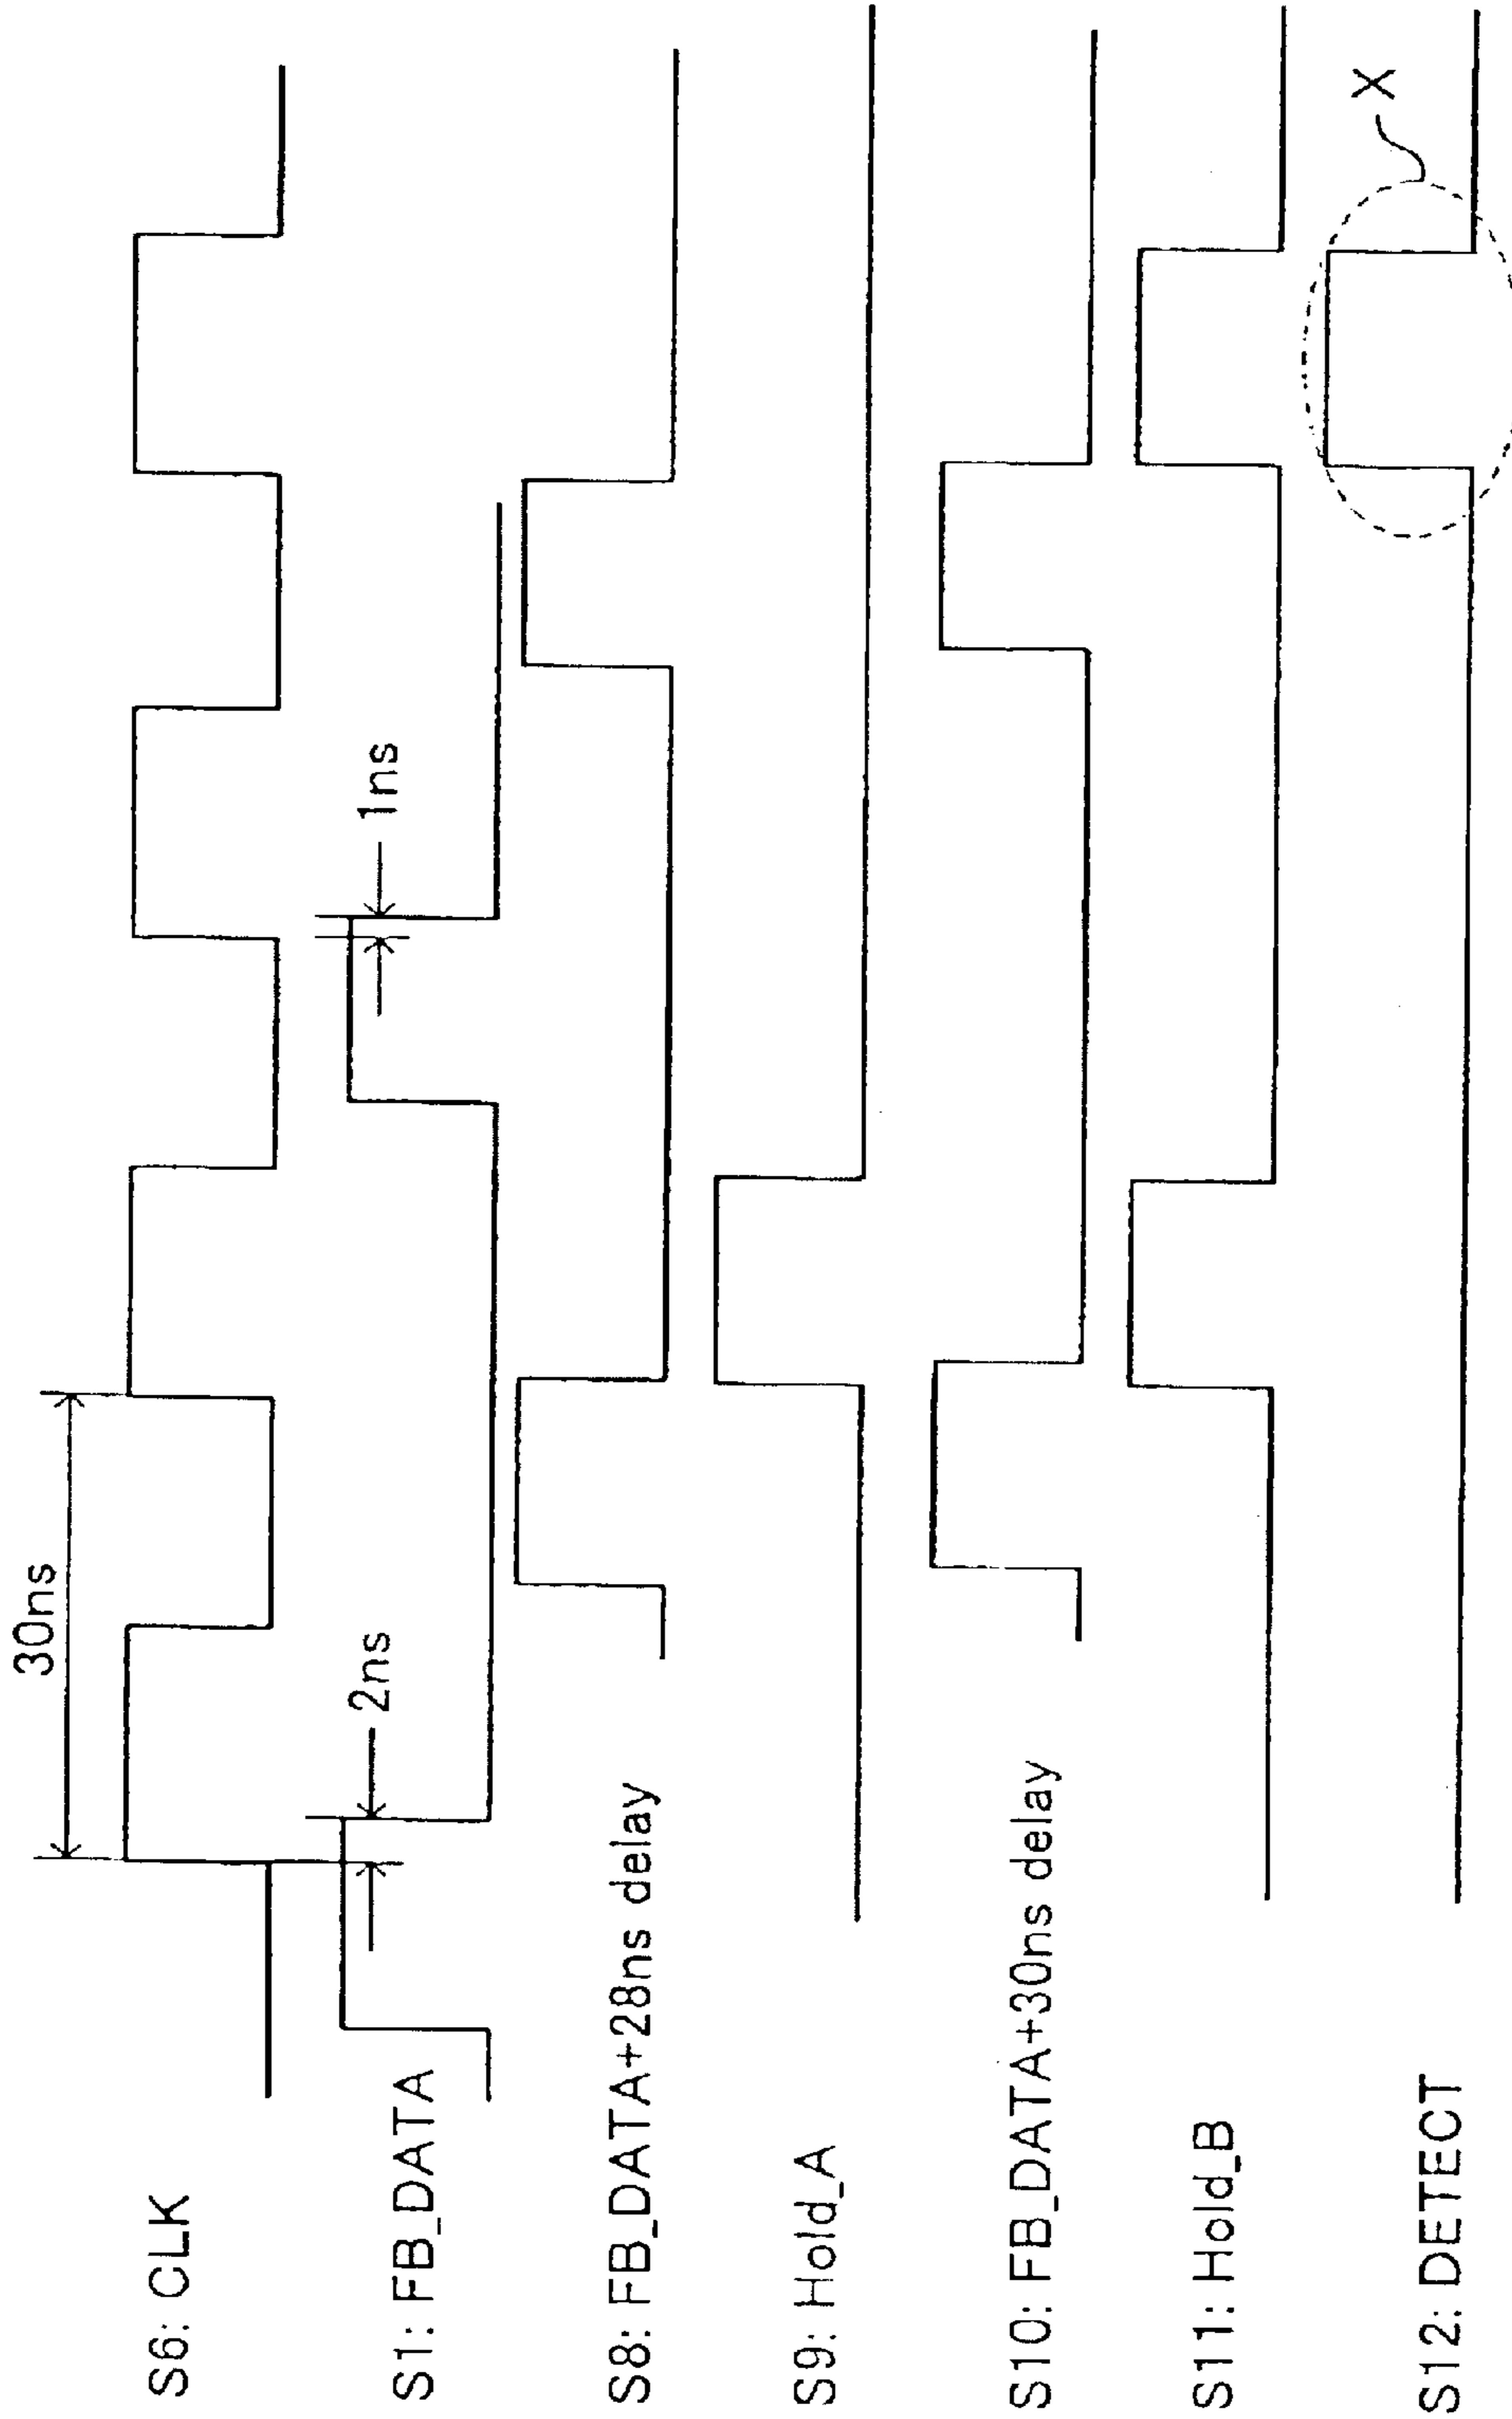 30ns
S6: CLK
2ns
1ns
S1: FB_DATA
S8: FB_DATA+28ns delay
S9: Hold_A
S10: FB_DATA+30ns delay
S11: Hold_B
X
S12: DETECT